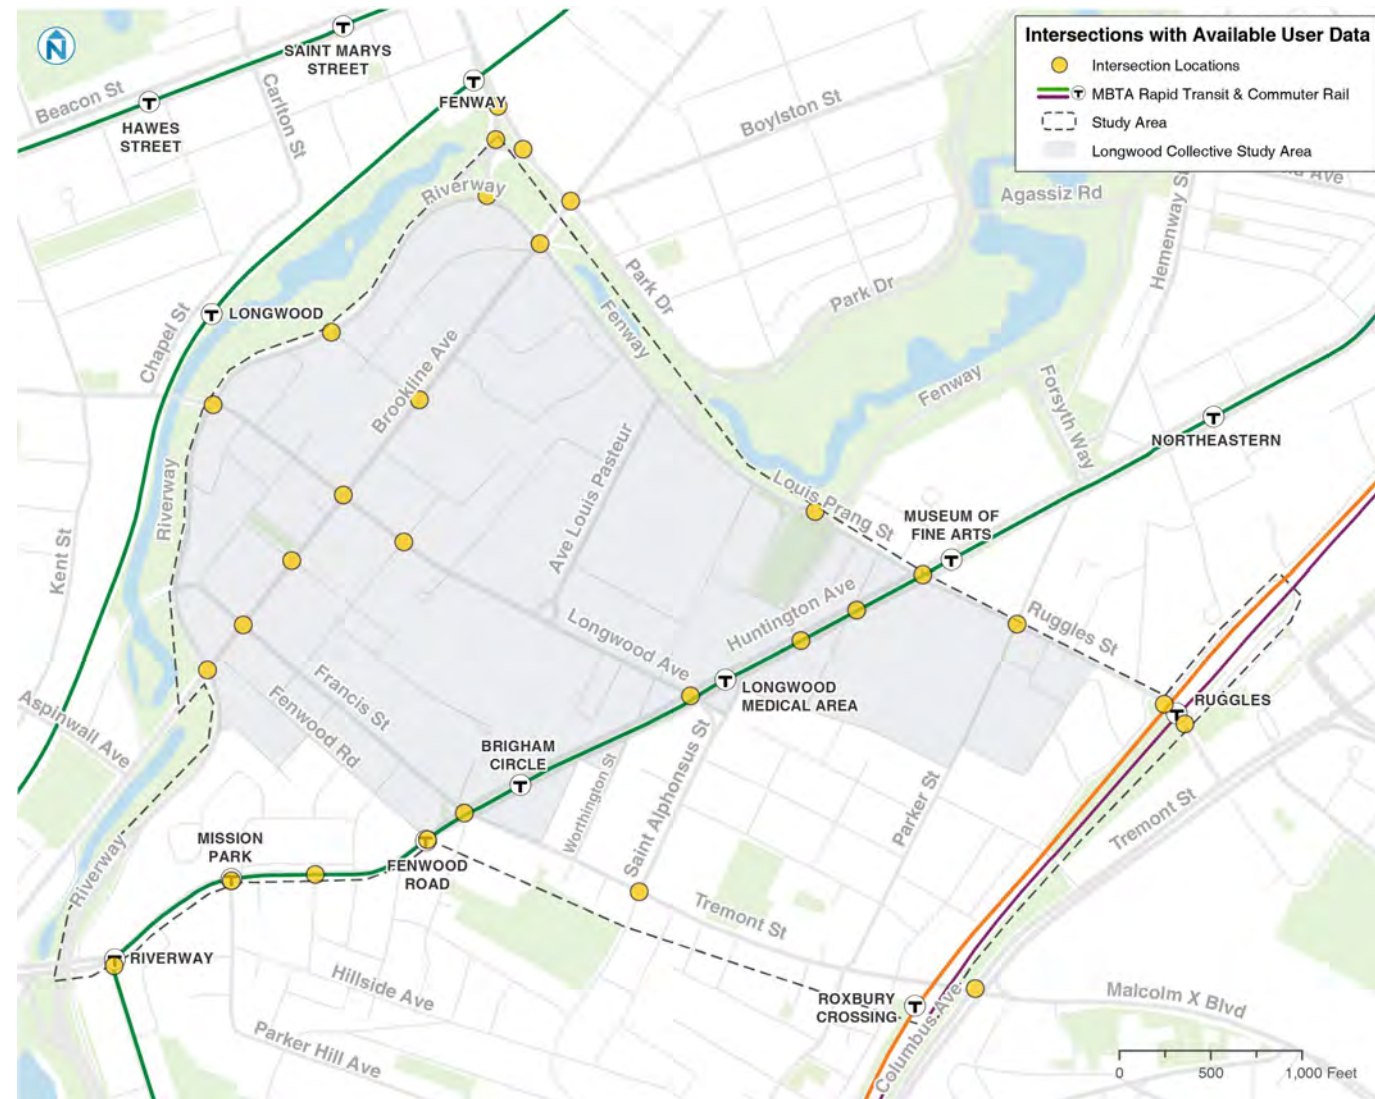 N
SAINT MARYS
STREET
Beacon St
HAWES
STREET
Carlton St
FENWAY
Intersections with Available User Data
Intersection Locations
T MBTA Rapid Transit & Commuter Rail
Study Area
Longwood Collective Study Area
Boylston St
Riverway
Agassiz Rd
Ave
Hemenway St
Park Dr
Park Dr
Chapel St
LONGWOOD
Fenway
Brookline Ave
Fenway
Forsyth Way
NORTHEASTERN
Riverway
Kent St
Ave Louis Pasteur
Louis Prang St
MUSEUM OF
FINE ARTS
Huntington Ave
Longwood Ave
Ruggles St
Aspinwall Ave
Francis St
Fenwood Rd
LONGWOOD
MEDICAL AREA
RUGGLES
BRIGHAM
CIRCLE
Worthington St
Saint Alphonsus St
Parker St
Tremont St
MISSION
PARK
Riverway
FENWOOD
ROAD
Tremont St
RIVERWAY
Hillside Ave
Parker Hill Ave
ROXBURY
CROSSING
Columbus Ave
Malcolm X Blvd
0 500 1,000 Feet